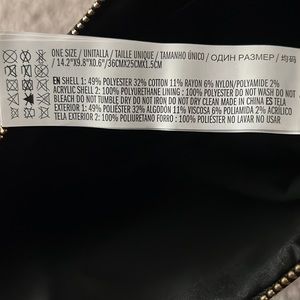 ONE SIZE / UNITALLA / TAILLE UNIQUE / TAMANHO ÚNICO / ОДИН РАЗМЕР / 均码
/ 14.2"X9.8"X0.6"/36CMX25CMX1.5CM
EN SHELL 1: 49% POLYESTER 32% COTTON 11% RAYON 6% NYLON/POLYAMIDE 2%
ACRYLIC SHELL 2: 100% POLYURETHANE LINING : 100% POLYESTER DO NOT WASH DO NOT
BLEACH DO NOT TUMBLE DRY DO NOT IRON DO NOT DRY CLEAN MADE IN CHINA ES TELA
EXTERIOR 1: 49% POLIÉSTER 32% ALGODON 11% VISCOSA 6% POLIAMIDA 2% ACRÍLICO TELA
EXTERIOR 2: 100% POLIURETANO FORRO : 100% POLIÉSTER NO LAVAR NO USAR